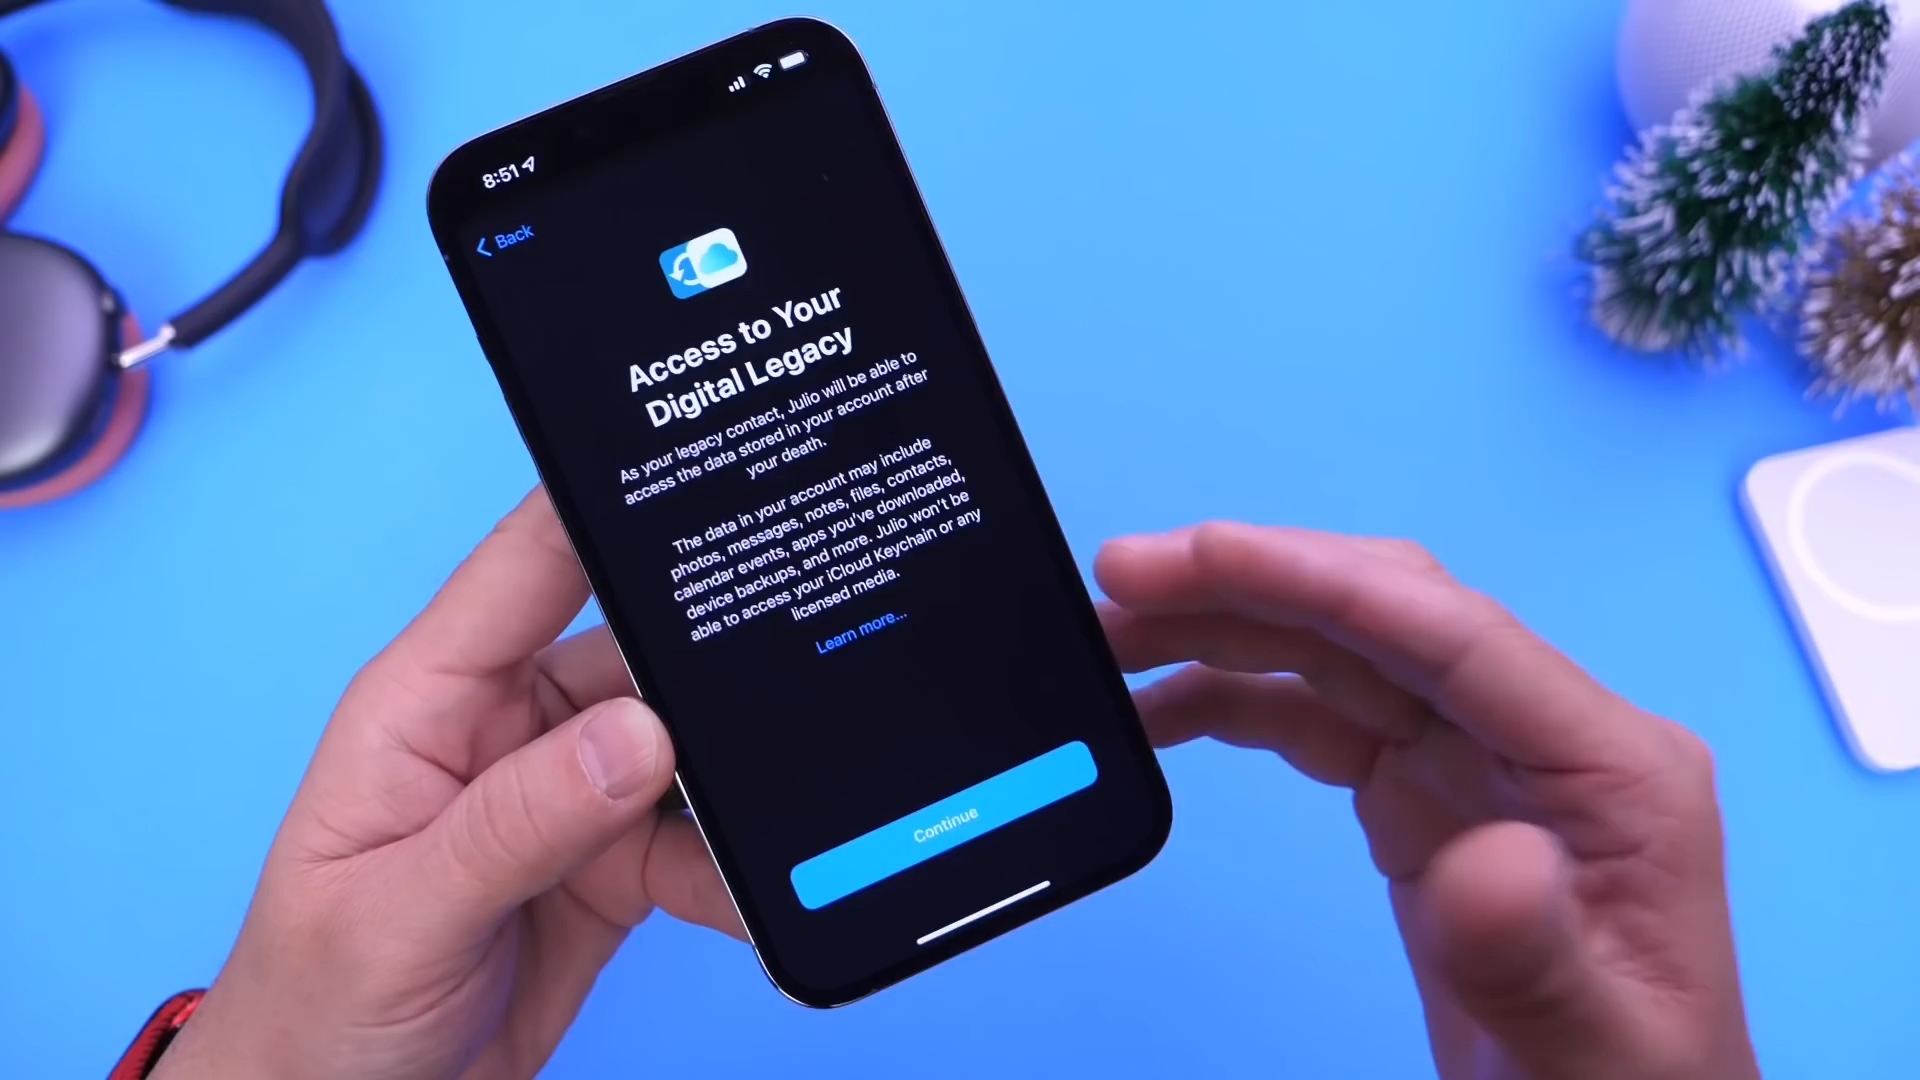 8:51
Back
Access to Your
Digital Legacy
As your legacy contact, Julio will be able to
access the data stored in your account after
your death.
The data in your account may include
photos, messages, notes, files, contacts,
calendar events, apps you've downloaded,
device backups, and more. Julio won't be
able to access your iCloud Keychain or any
licensed media.
Learn more...
Continue